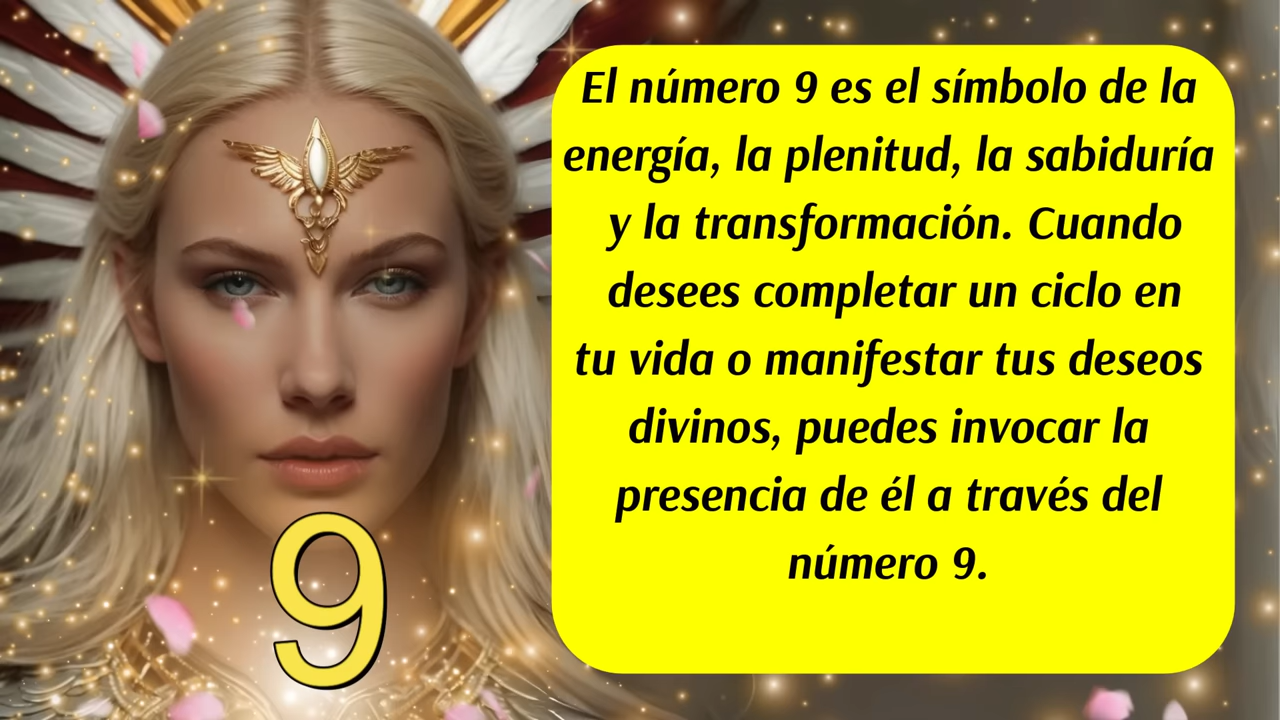 El número 9 es el símbolo de la
energía, la plenitud, la sabiduría
y la transformación. Cuando
desees completar un ciclo en
tu vida o manifestar tus deseos
divinos, puedes invocar la
presencia de él a través del
número 9.
9